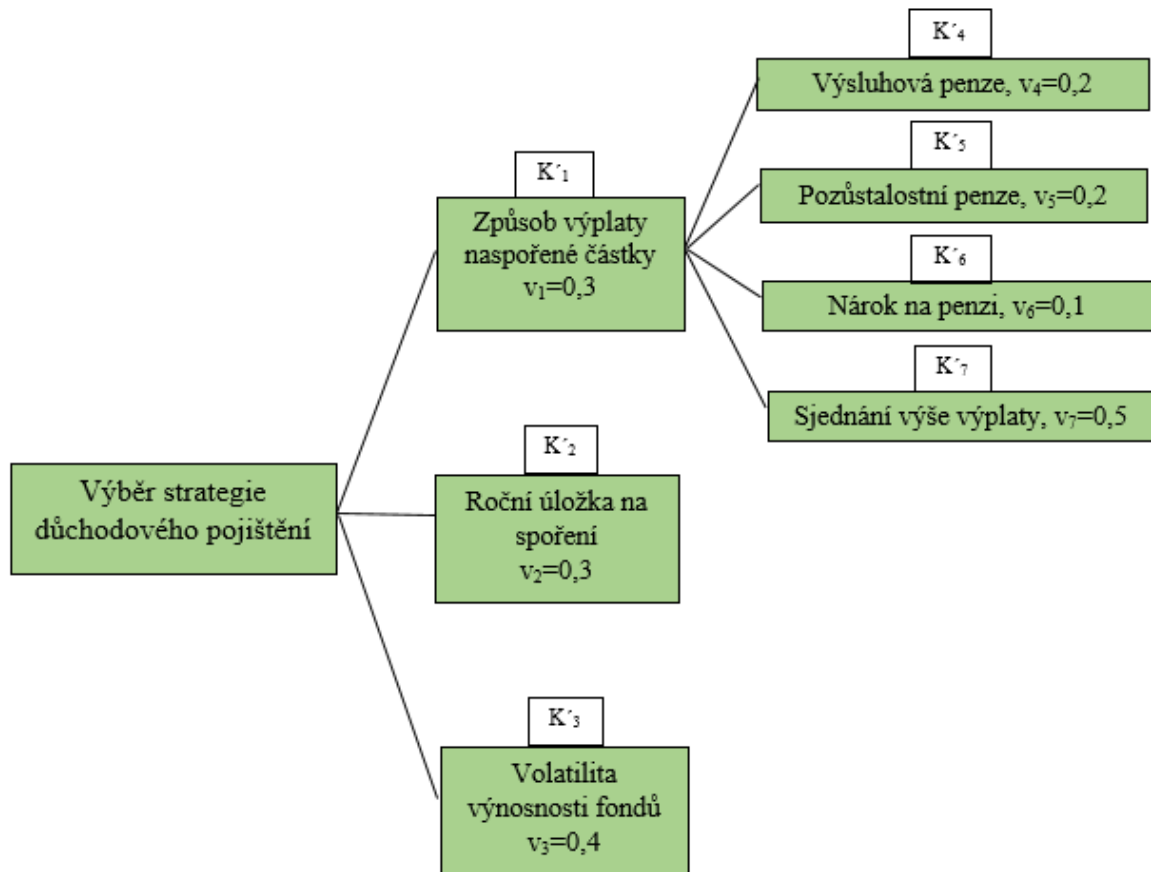 K´₄
Výsluhová penze, v₄=0,2
K´₅
Pozůstalostní penze, v₅=0,2
K´₁
Způsob výplaty
naspořené částky
v₁=0,3
K´₆
Nárok na penzi, v₆=0,1
K´₇
Sjednání výše výplaty, v₇=0,5
K´₂
Roční úložka na
spoření
v₂=0,3
Výběr strategie
důchodového pojištění
K´₃
Volatilita
výnosnosti fondů
v₃=0,4